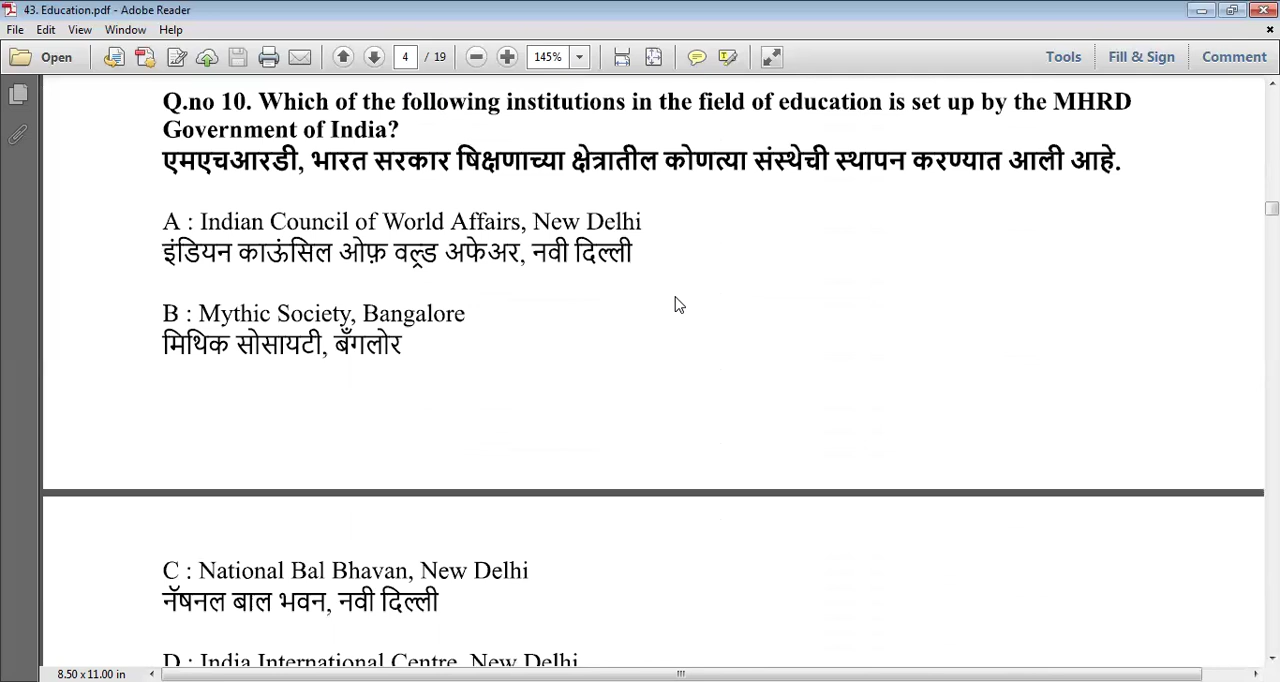 43. Education.pdf - Adobe Reader
File Edit View Window Help
Open 4 / 19 145% Tools Fill & Sign Comment
Q.no 10. Which of the following institutions in the field of education is set up by the MHRD
Government of India?
एमएचआरडी, भारत सरकार षिक्षणाच्या क्षेत्रातील कोणत्या संस्थेची स्थापन करण्यात आली आहे.
A : Indian Council of World Affairs, New Delhi
इंडियन काऊंसिल ओफ़ वल्र्ड अफेअर, नवी दिल्ली
B : Mythic Society, Bangalore
मिथिक सोसायटी, बँगलोर
C : National Bal Bhavan, New Delhi
नॅषनल बाल भवन, नवी दिल्ली
D : India International Centre, New Delhi
8.50 x 11.00 in